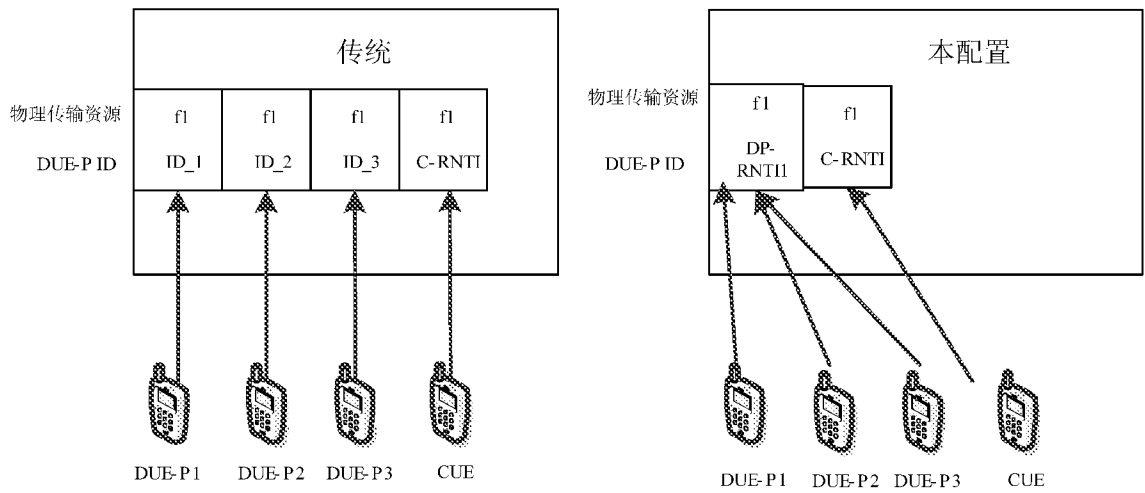 传统
物理传输资源 f1 f1 f1 f1
DUE-P ID ID_1 ID_2 ID_3 C-RNTI
DUE-P1 DUE-P2 DUE-P3 CUE
本配置
物理传输资源 f1 f1
DUE-P ID DP-RNTI1 C-RNTI
DUE-P1 DUE-P2 DUE-P3 CUE